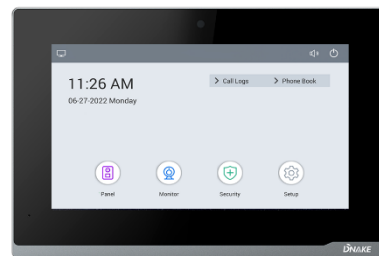 11:26 AM
06-27-2022 Monday
> Call Logs
> Phone Book
Panel
Monitor
Security
Setup
DNAKE